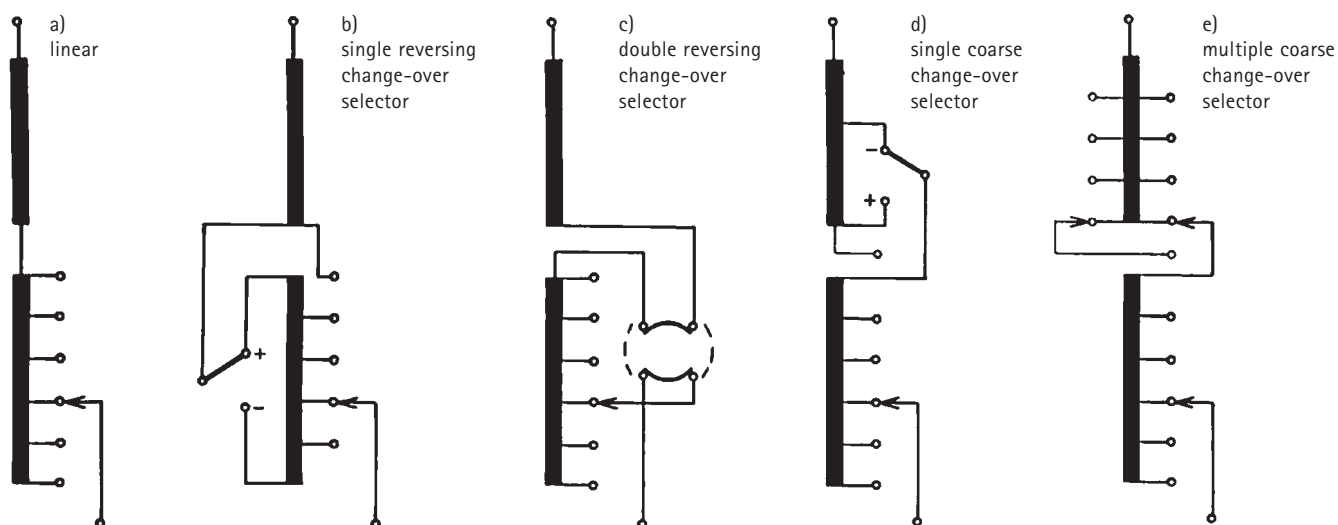 a)
linear
b)
single reversing
change-over
selector
+
–
c)
double reversing
change-over
selector
d)
single coarse
change-over
selector
–
+
e)
multiple coarse
change-over
selector